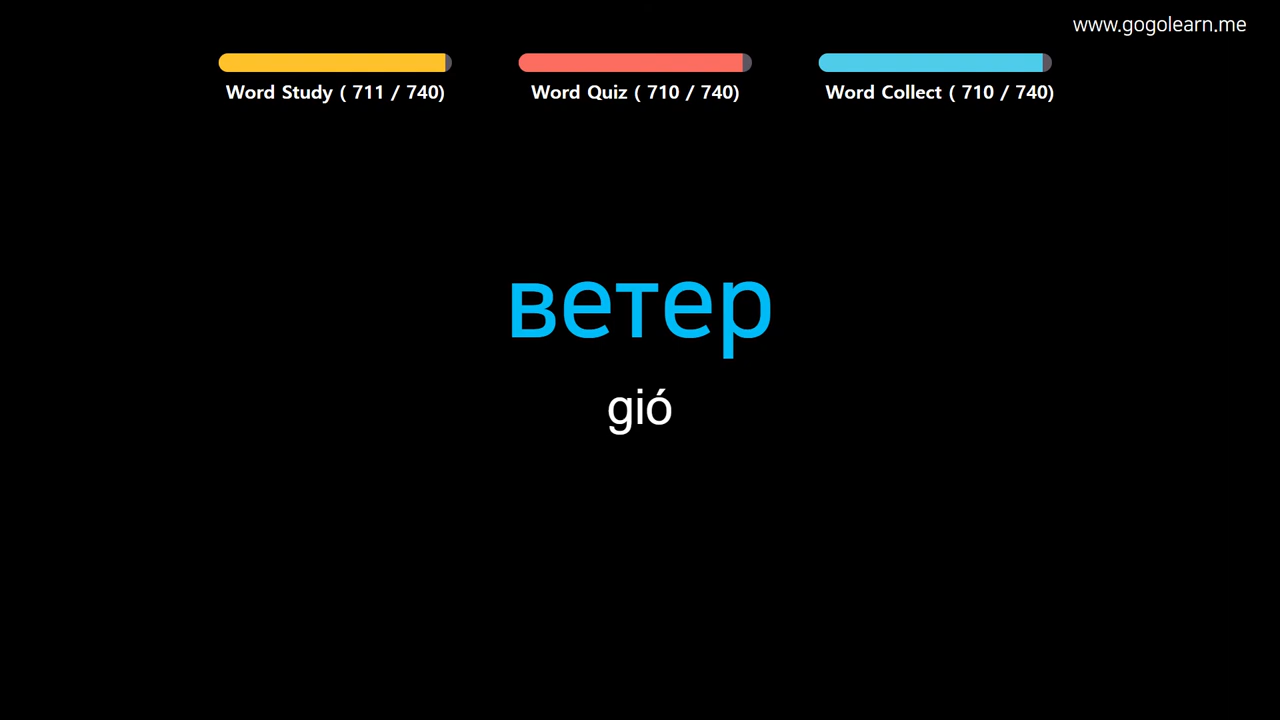 www.gogolearn.me
Word Study ( 711 / 740)
Word Quiz ( 710 / 740)
Word Collect ( 710 / 740)
ветер
gió